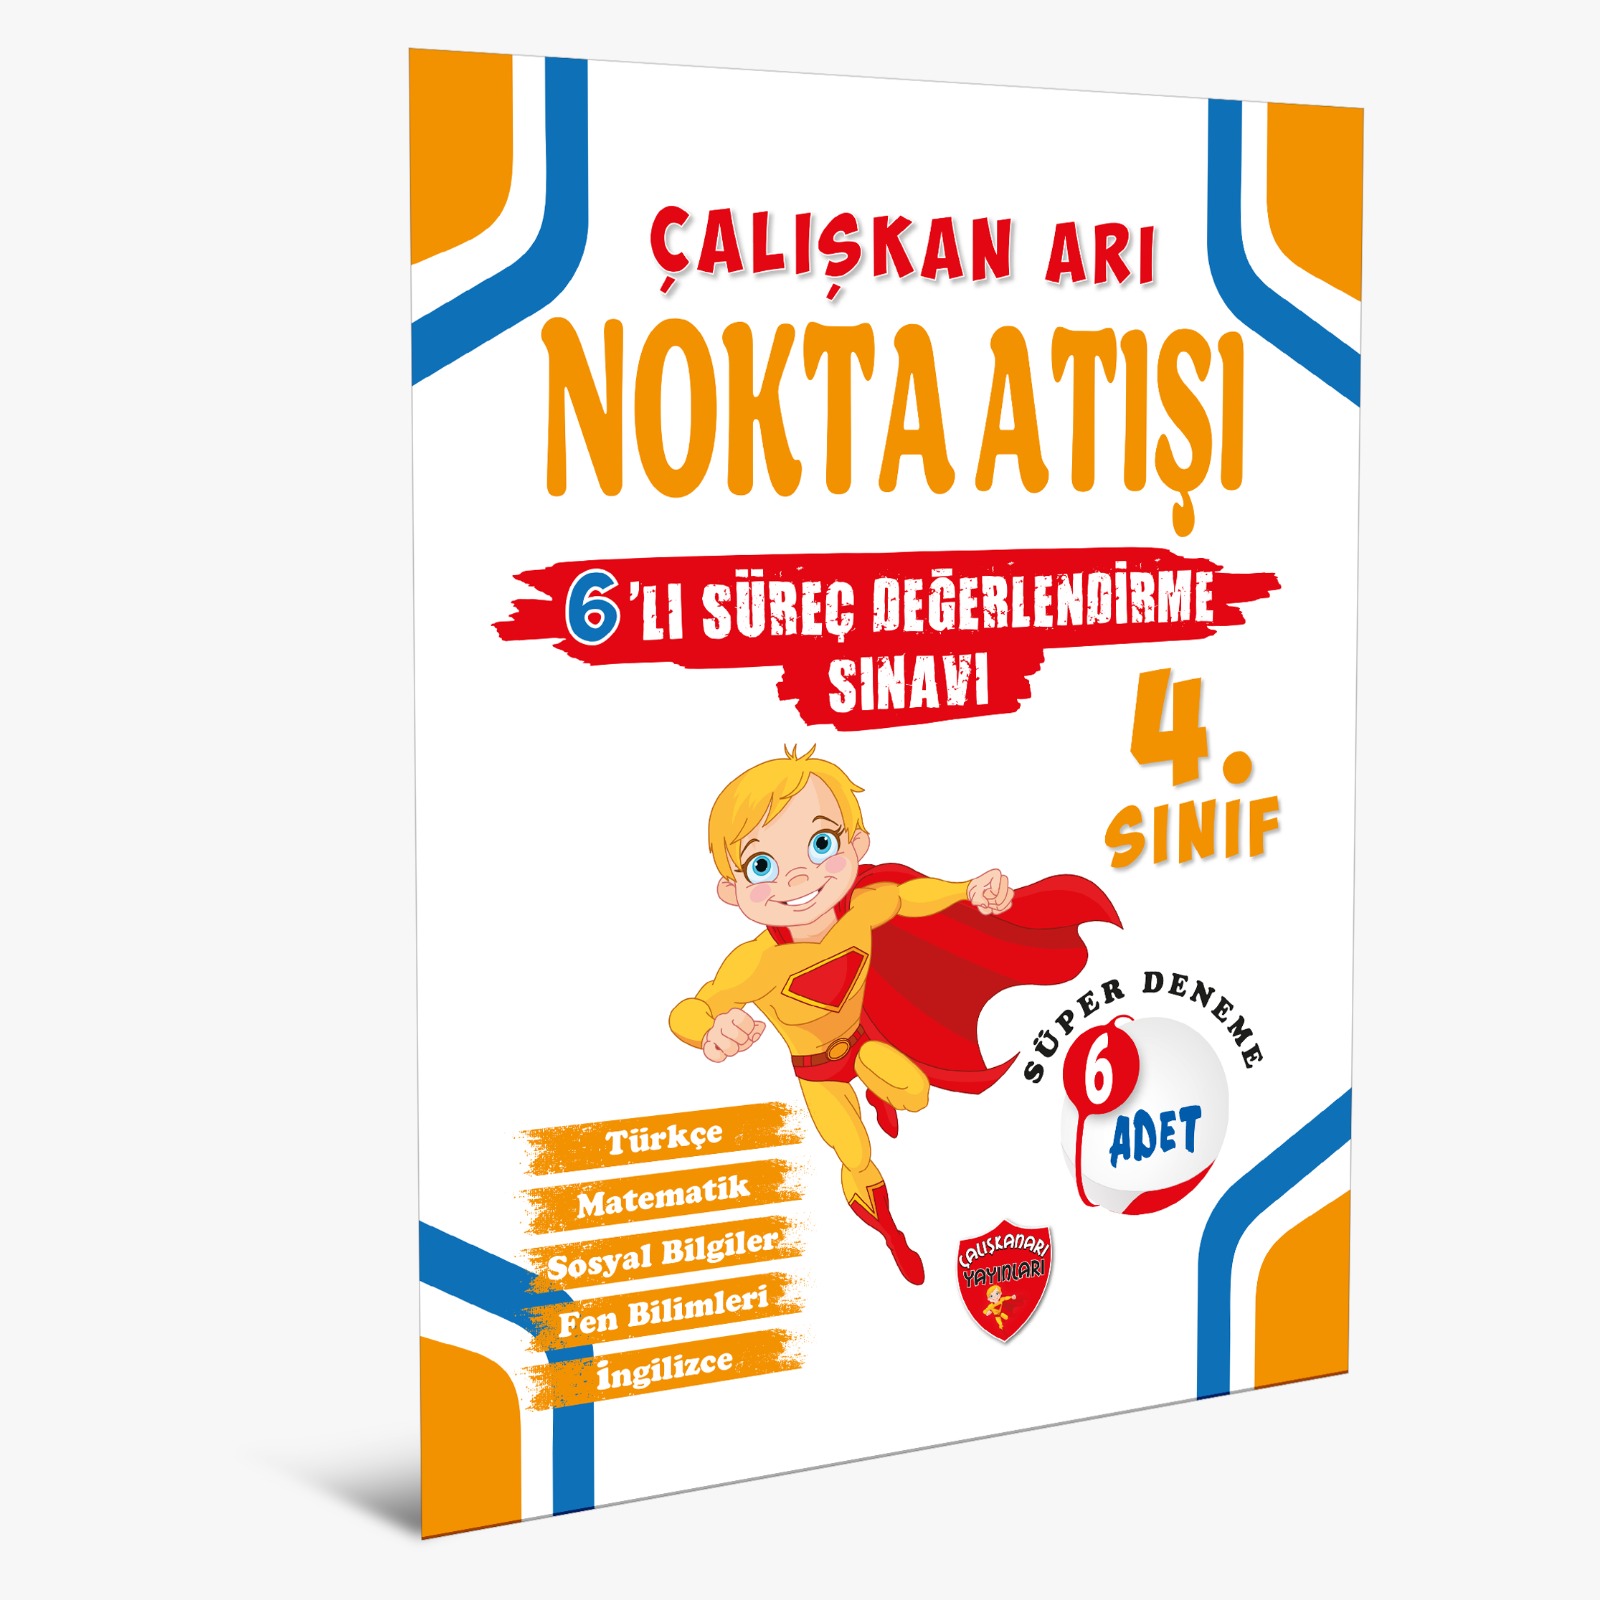 ÇALIŞKAN ARI
NOKTA ATIŞI
6'LI SÜREÇ DEĞERLENDİRME
SINAVI
4.
SINIF
SÜPER DENEME
6
ADET
Türkçe
Matematik
Sosyal Bilgiler
Fen Bilimleri
İngilizce
ÇALIŞKANARI
YAYINLARI